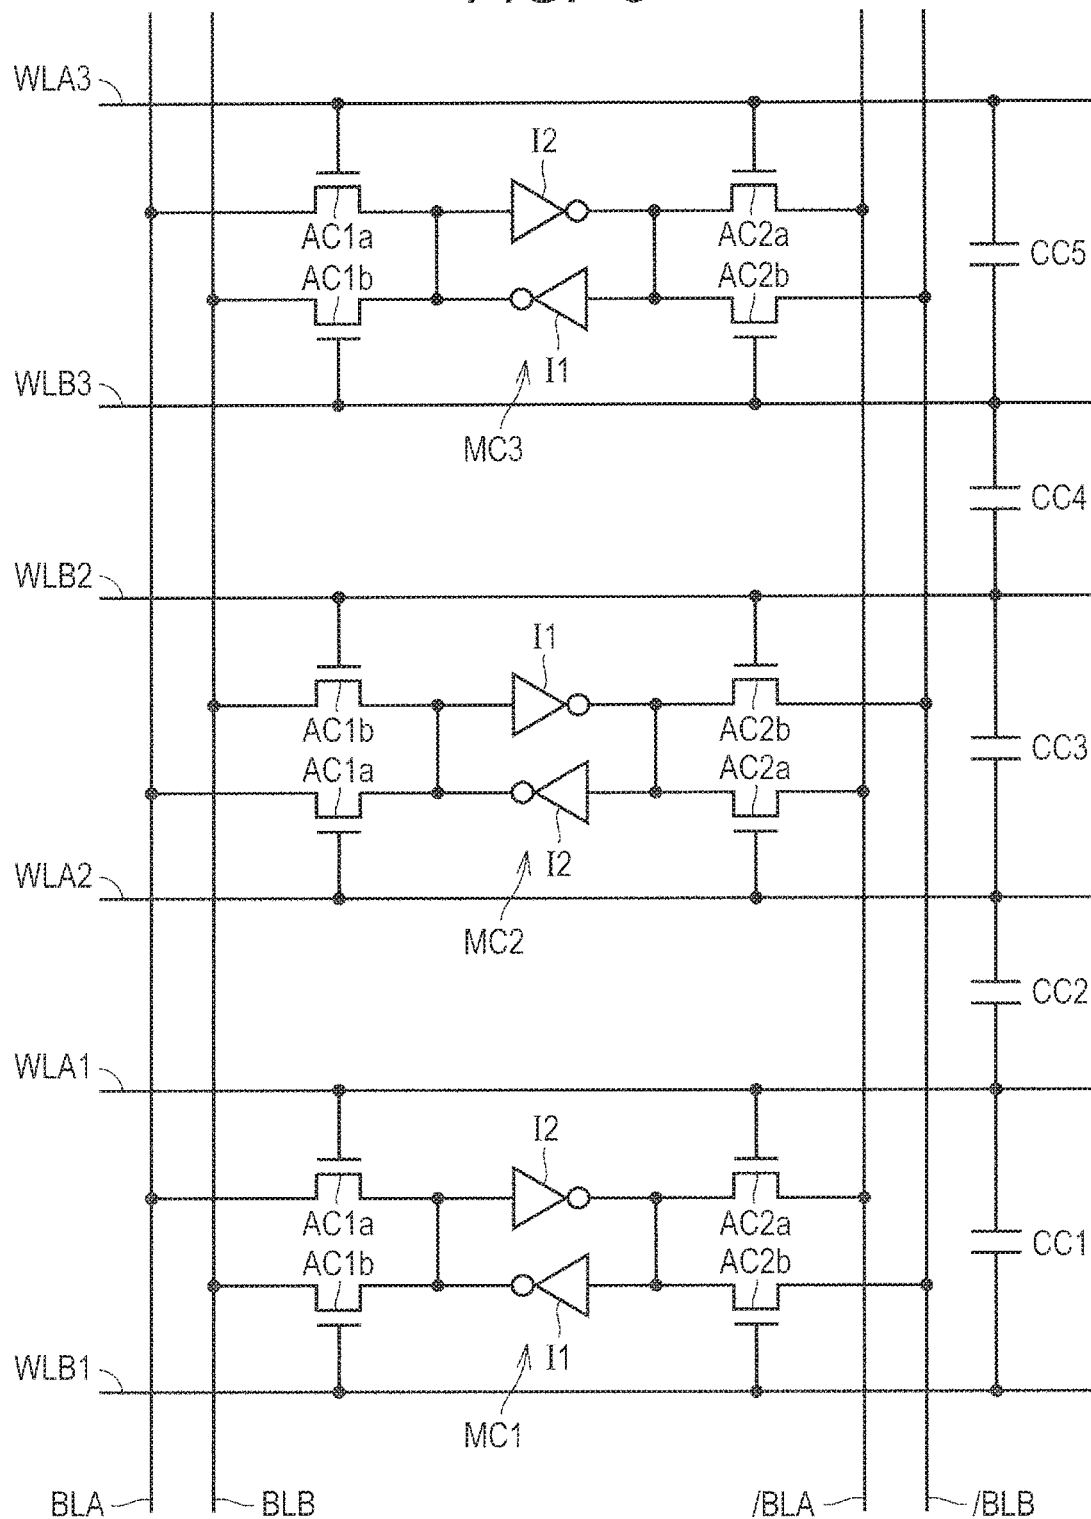 WLA3
I2
AC1a
AC2a
CC5
AC1b
AC2b
I1
WLB3
MC3
CC4
WLB2
I1
AC1b
AC2b
CC3
AC1a
AC2a
I2
WLA2
MC2
CC2
WLA1
I2
AC1a
AC2a
CC1
AC1b
AC2b
I1
WLB1
MC1
BLA
BLB
/BLA
/BLB